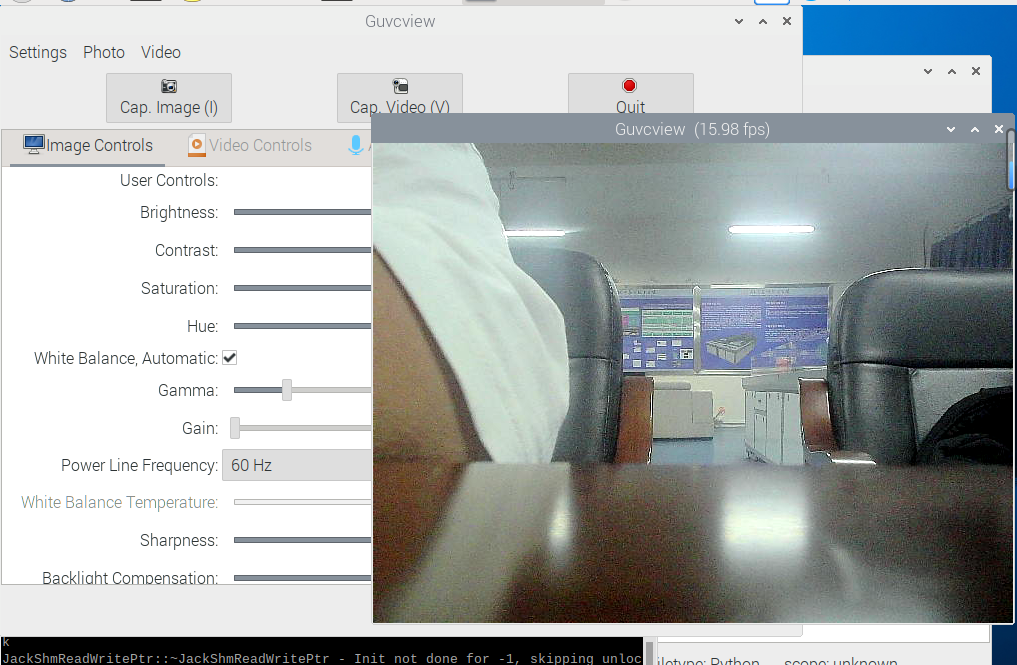 Guvcview
Settings Photo Video
Cap. Image (I) Cap. Video (V) Quit
Guvcview (15.98 fps)
Image Controls Video Controls
User Controls:
Brightness:
Contrast:
Saturation:
Hue:
White Balance, Automatic:
Gamma:
Gain:
Power Line Frequency: 60 Hz
White Balance Temperature:
Sharpness:
Backlight Compensation:
k
JackShmReadWritePtr::~JackShmReadWritePtr - Init not done for -1, skipping unloc
iletype: Python scope: unknown